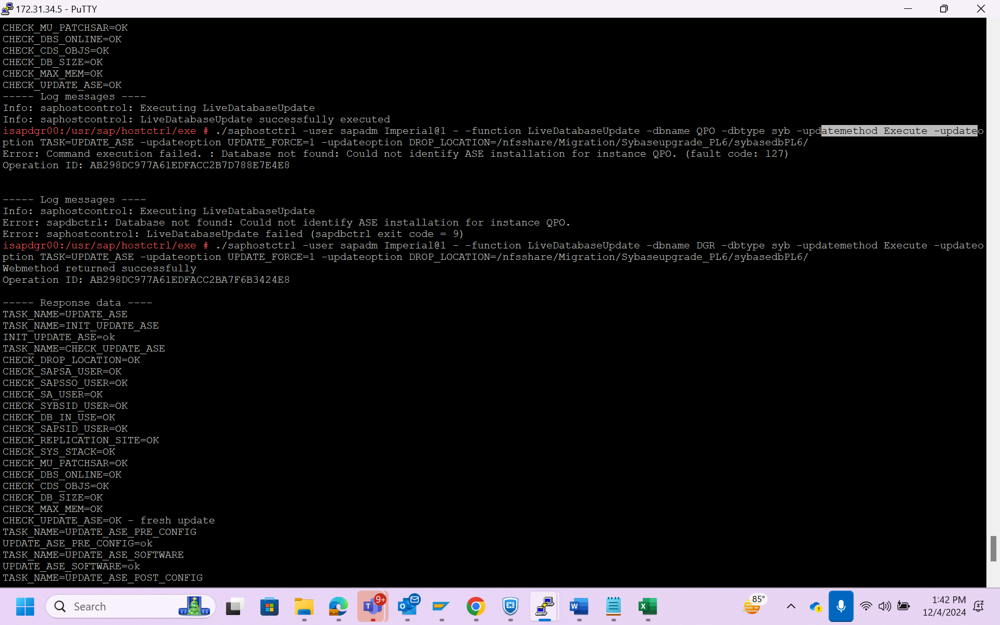 172.31.34.5 - PuTTY
CHECK_MU_PATCHSAR=OK
CHECK_DBS_ONLINE=OK
CHECK_CDS_OBJS=OK
CHECK_DB_SIZE=OK
CHECK_MAX_MEM=OK
CHECK_UPDATE_ASE=OK
----- Log messages ----
Info: saphostcontrol: Executing LiveDatabaseUpdate
Info: saphostcontrol: LiveDatabaseUpdate successfully executed
isapdgr00:/usr/sap/hostctrl/exe # ./saphostctrl -user sapadm Imperial@1 - -function LiveDatabaseUpdate -dbname QPO -dbtype syb -updatemethod Execute -updateo
ption TASK=UPDATE_ASE -updateoption UPDATE_FORCE=1 -updateoption DROP_LOCATION=/nfsshare/Migration/Sybaseupgrade_PL6/sybasedbPL6/
Error: Command execution failed. : Database not found: Could not identify ASE installation for instance QPO. (fault code: 127)
Operation ID: AB298DC977A61EDFACC2B7D788E7E4E8
----- Log messages ----
Info: saphostcontrol: Executing LiveDatabaseUpdate
Error: sapdbctrl: Database not found: Could not identify ASE installation for instance QPO.
Error: saphostcontrol: LiveDatabaseUpdate failed (sapdbctrl exit code = 9)
isapdgr00:/usr/sap/hostctrl/exe # ./saphostctrl -user sapadm Imperial@1 - -function LiveDatabaseUpdate -dbname DGR -dbtype syb -updatemethod Execute -updateo
ption TASK=UPDATE_ASE -updateoption UPDATE_FORCE=1 -updateoption DROP_LOCATION=/nfsshare/Migration/Sybaseupgrade_PL6/sybasedbPL6/
Webmethod returned successfully
Operation ID: AB298DC977A61EDFACC2BA7F6B3424E8
----- Response data ----
TASK_NAME=UPDATE_ASE
TASK_NAME=INIT_UPDATE_ASE
INIT_UPDATE_ASE=ok
TASK_NAME=CHECK_UPDATE_ASE
CHECK_DROP_LOCATION=OK
CHECK_SAPSA_USER=OK
CHECK_SAPSSO_USER=OK
CHECK_SA_USER=OK
CHECK_SYBSID_USER=OK
CHECK_DB_IN_USE=OK
CHECK_SAPSID_USER=OK
CHECK_REPLICATION_SITE=OK
CHECK_SYS_STACK=OK
CHECK_MU_PATCHSAR=OK
CHECK_DBS_ONLINE=OK
CHECK_CDS_OBJS=OK
CHECK_DB_SIZE=OK
CHECK_MAX_MEM=OK
CHECK_UPDATE_ASE=OK - fresh update
TASK_NAME=UPDATE_ASE_PRE_CONFIG
UPDATE_ASE_PRE_CONFIG=ok
TASK_NAME=UPDATE_ASE_SOFTWARE
UPDATE_ASE_SOFTWARE=ok
TASK_NAME=UPDATE_ASE_POST_CONFIG
Search
9+
85°
1:42 PM
12/4/2024